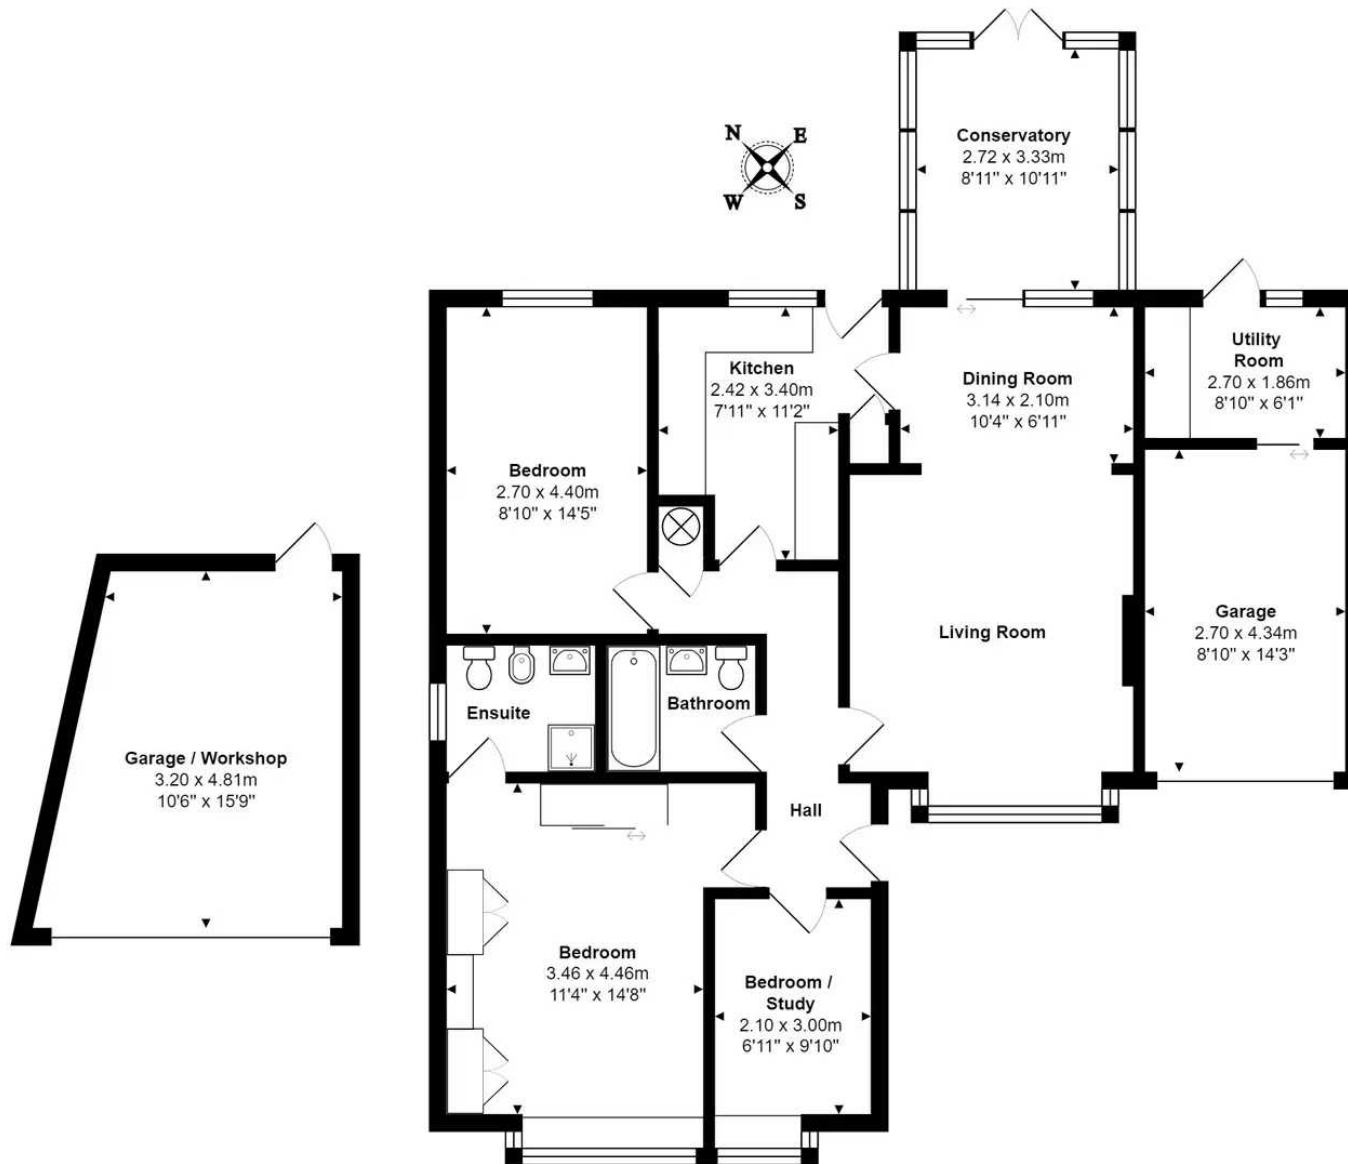 N E
W S
Conservatory
2.72 x 3.33m
8'11" x 10'11"
Kitchen
2.42 x 3.40m
7'11" x 11'2"
Dining Room
3.14 x 2.10m
10'4" x 6'11"
Utility
Room
2.70 x 1.86m
8'10" x 6'1"
Bedroom
2.70 x 4.40m
8'10" x 14'5"
Living Room
Garage
2.70 x 4.34m
8'10" x 14'3"
Ensuite
Bathroom
Garage / Workshop
3.20 x 4.81m
10'6" x 15'9"
Hall
Bedroom
3.46 x 4.46m
11'4" x 14'8"
Bedroom /
Study
2.10 x 3.00m
6'11" x 9'10"